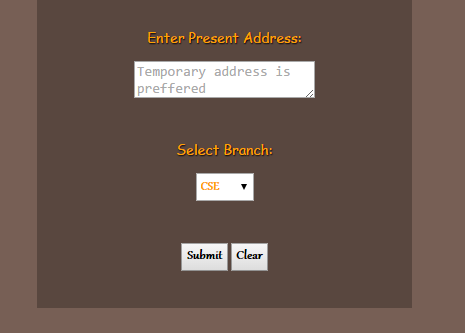 Enter Present Address:
Temporary address is
preffered
Select Branch:
CSE
Submit Clear